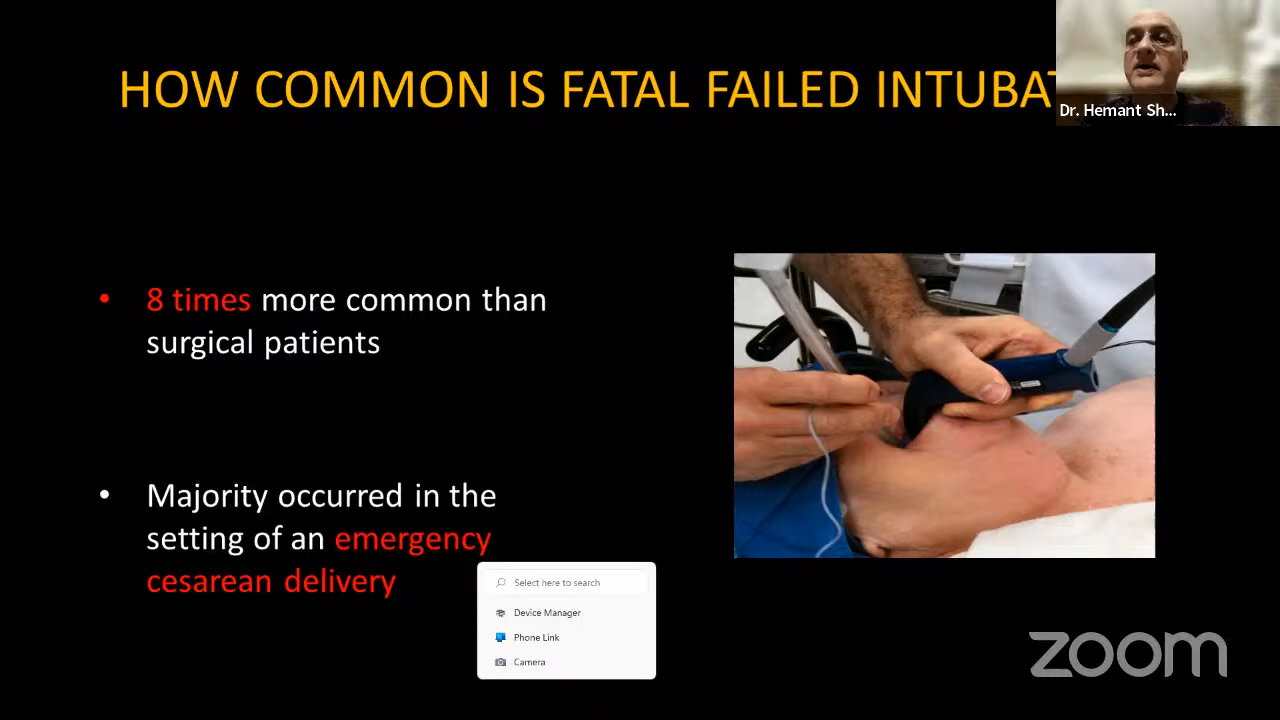 HOW COMMON IS FATAL FAILED INTUBAT
Dr. Hemant Sh...
• 8 times more common than
surgical patients
• Majority occurred in the
setting of an emergency
cesarean delivery
Select here to search
Device Manager
Phone Link
Camera
zoom